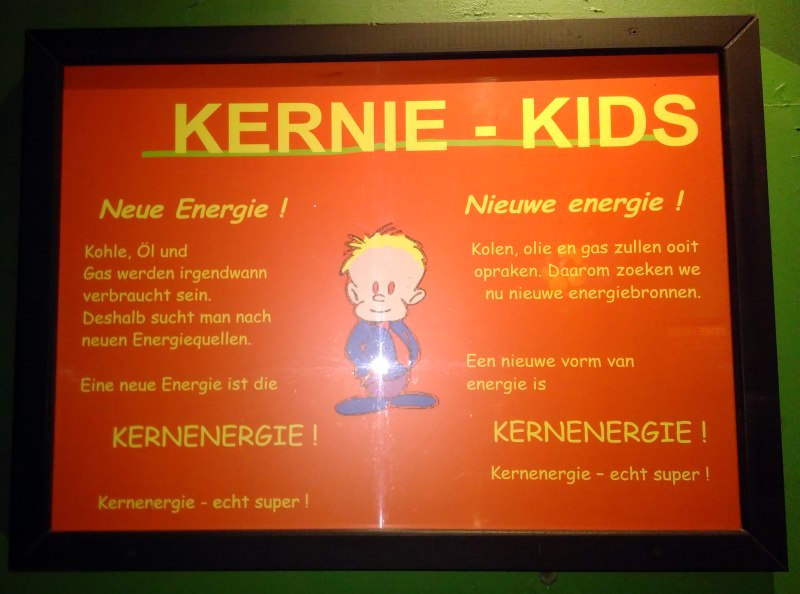 KERNIE - KIDS
Neue Energie !
Kohle, Öl und
Gas werden irgendwann
verbraucht sein.
Deshalb sucht man nach
neuen Energiequellen.
Eine neue Energie ist die
KERNENERGIE !
Kernenergie - echt super !
Nieuwe energie !
Kolen, olie en gas zullen ooit
opraken. Daarom zoeken we
nu nieuwe energiebronnen.
Een nieuwe vorm van
energie is
KERNENERGIE !
Kernenergie – echt super !